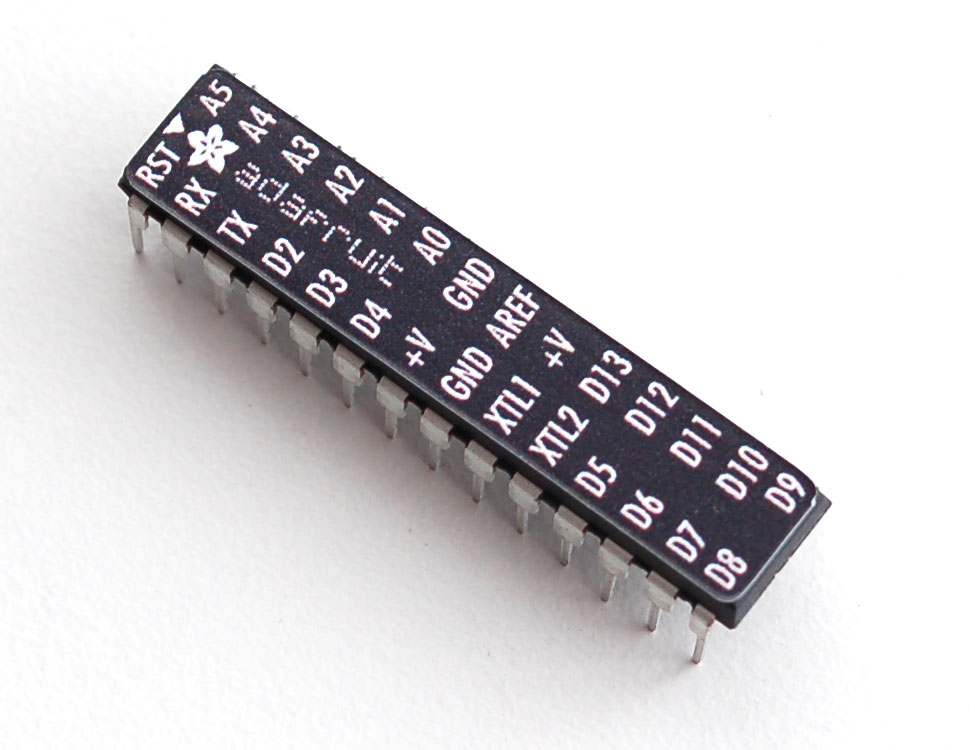 RST A5
RX A4
TX adafruit A3
D2 A2
D3 A1
D4 A0
+V GND
GND AREF
XTL1 +V
XTL2 D13
D5 D12
D6 D11
D7 D10
D8 D9